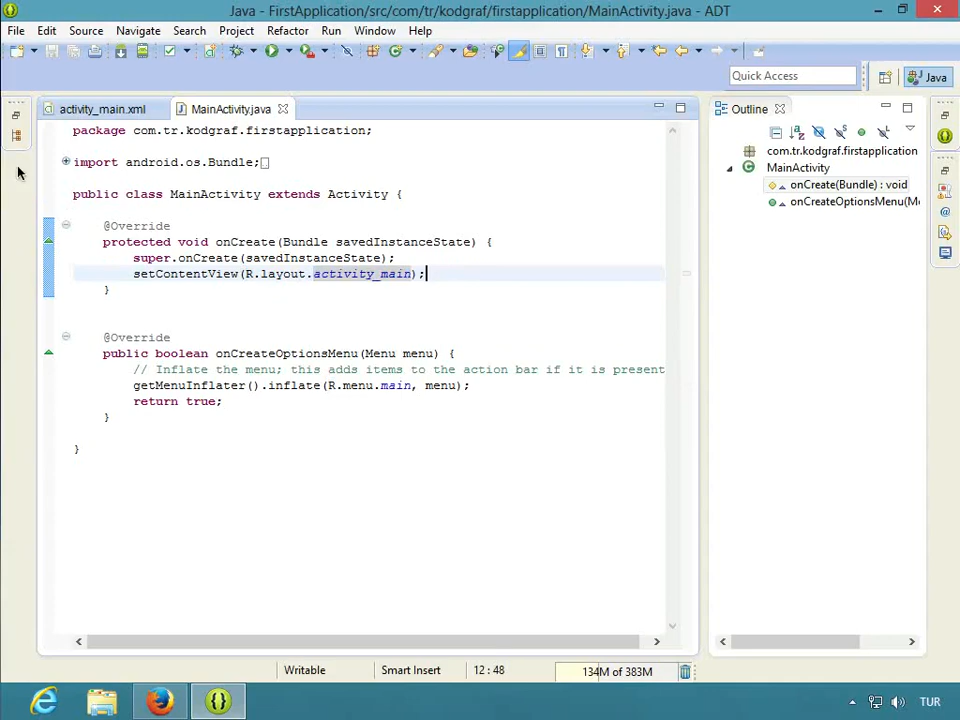 Java - FirstApplication/src/com/tr/kodgraf/firstapplication/MainActivity.java - ADT
File Edit Source Navigate Search Project Refactor Run Window Help
Quick Access
Java
activity_main.xml
MainActivity.java
Outline
package com.tr.kodgraf.firstapplication;
import android.os.Bundle;
public class MainActivity extends Activity {
@Override
protected void onCreate(Bundle savedInstanceState) {
super.onCreate(savedInstanceState);
setContentView(R.layout.activity_main);
}
@Override
public boolean onCreateOptionsMenu(Menu menu) {
// Inflate the menu; this adds items to the action bar if it is present
getMenuInflater().inflate(R.menu.main, menu);
return true;
}
}
com.tr.kodgraf.firstapplication
MainActivity
onCreate(Bundle) : void
onCreateOptionsMenu(Me
Writable
Smart Insert
12 : 48
134M of 383M
TUR